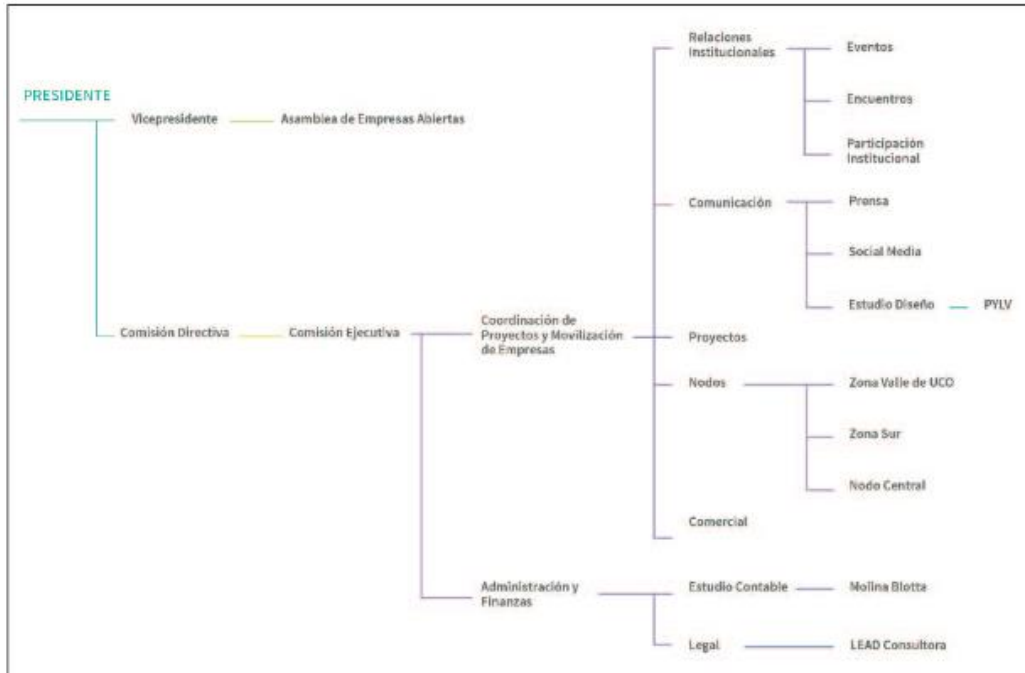 Relaciones
Institucionales
Eventos
PRESIDENTE
Encuentros
Vicepresidente
Asamblea de Empresas Abiertas
Participación
Institucional
Comunicación
Prensa
Social Media
Estudio Diseño
PYLV
Comisión Directiva
Comisión Ejecutiva
Coordinación de
Proyectos y Movilización
de Empresas
Proyectos
Nodos
Zona Valle de UCO
Zona Sur
Nodo Central
Comercial
Administración y
Finanzas
Estudio Contable
Molina Blotta
Legal
LEAD Consultora